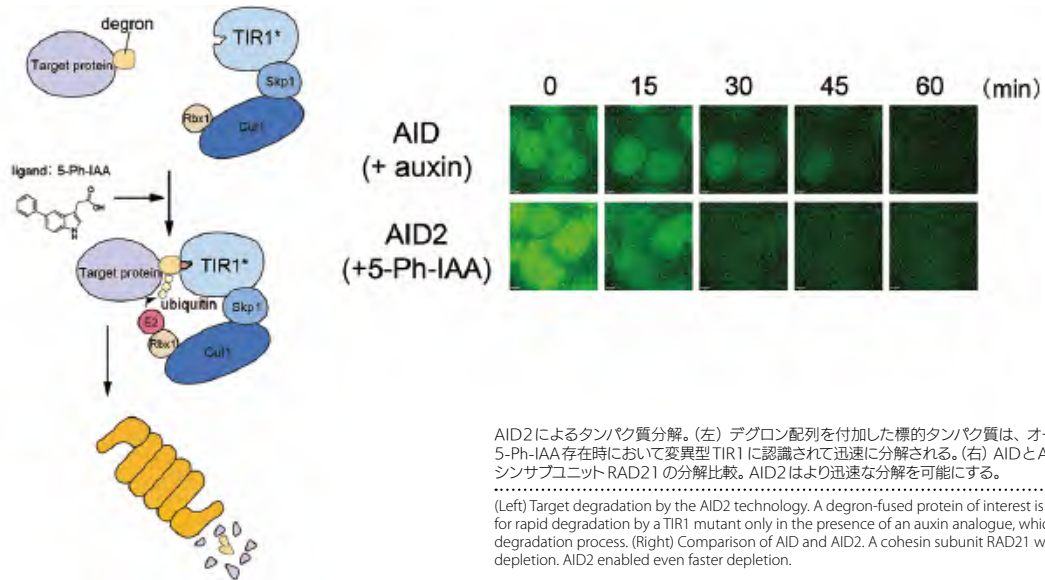 degron
Target protein
TIR1*
Skp1
Rbx1
Cul1
ligand: 5-Ph-IAA
O
OH
N
H
Target protein
TIR1*
ubiquitin
Skp1
E2
Rbx1
Cul1
0 15 30 45 60 (min)
AID
(+ auxin)
AID2
(+5-Ph-IAA)
AID2によるタンパク質分解。(左) デグロン配列を付加した標的タンパク質は、オー
5-Ph-IAA存在時において変異型TIR1に認識されて迅速に分解される。(右) AIDとA
シンサブユニットRAD21の分解比較。AID2はより迅速な分解を可能にする。
(Left) Target degradation by the AID2 technology. A degron-fused protein of interest is
for rapid degradation by a TIR1 mutant only in the presence of an auxin analogue, whic
degradation process. (Right) Comparison of AID and AID2. A cohesin subunit RAD21 w
depletion. AID2 enabled even faster depletion.